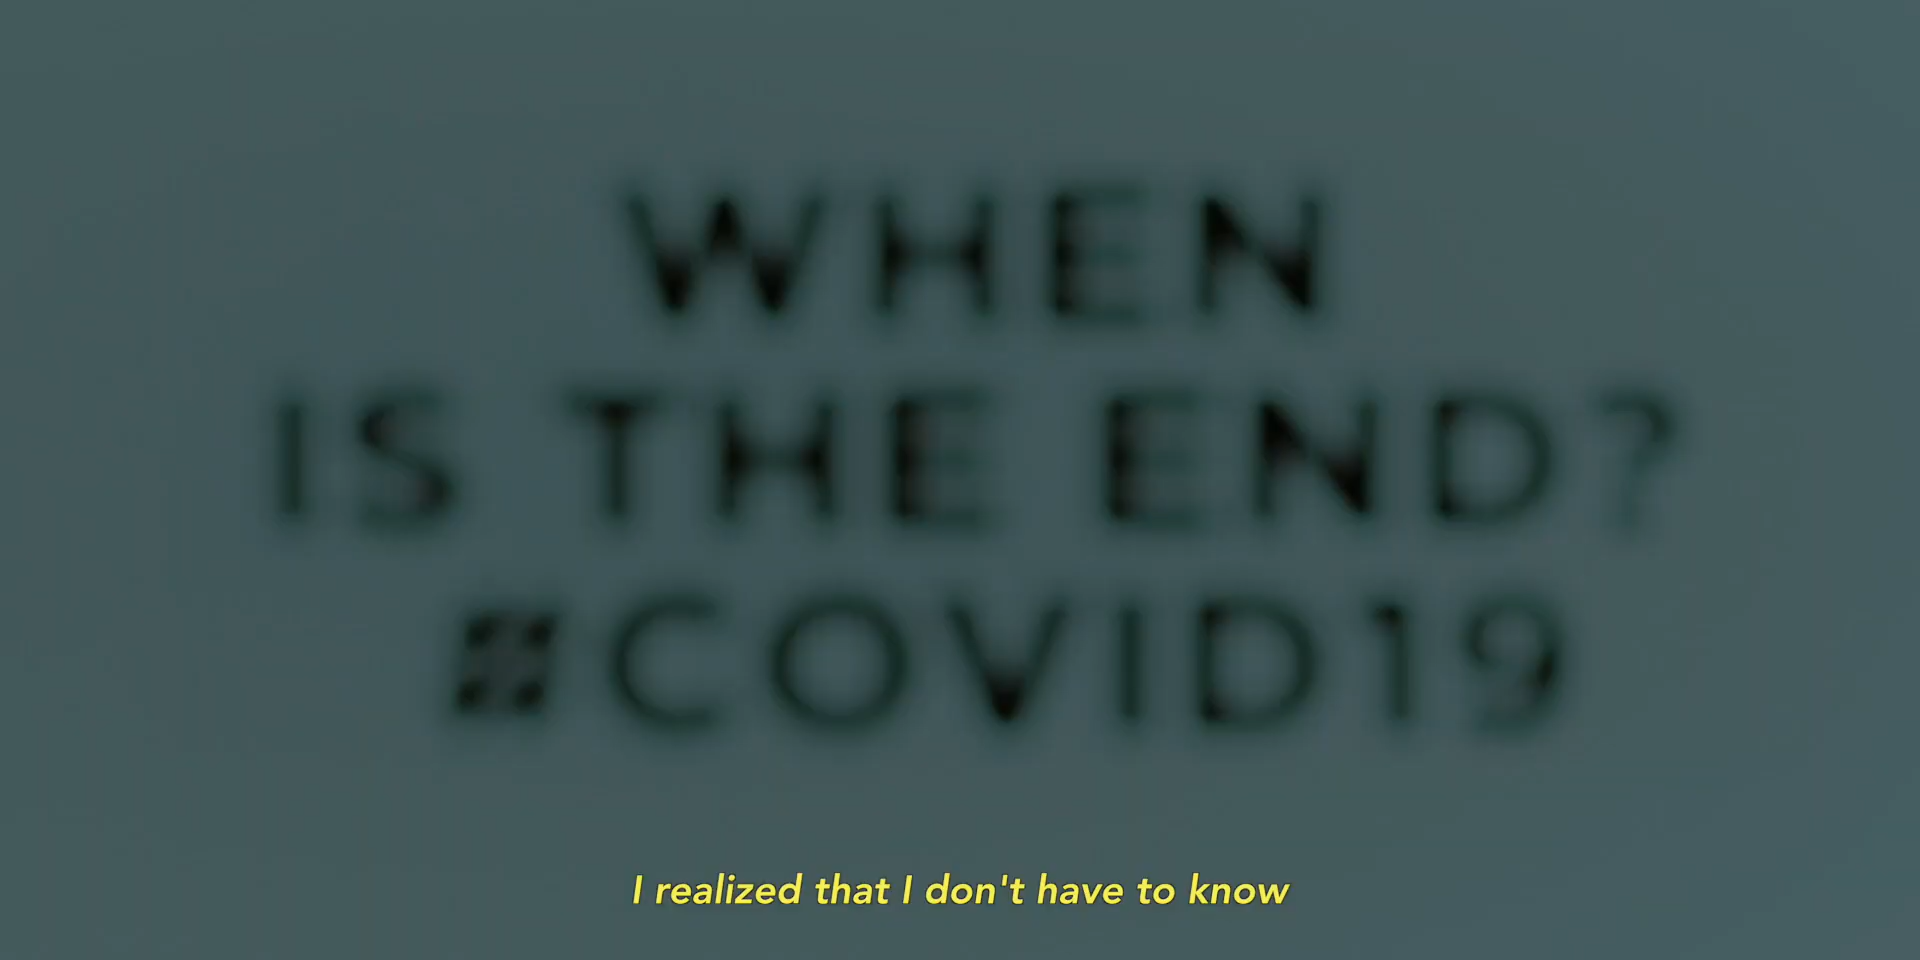 WHEN
IS THE END?
#COVID19
I realized that I don't have to know